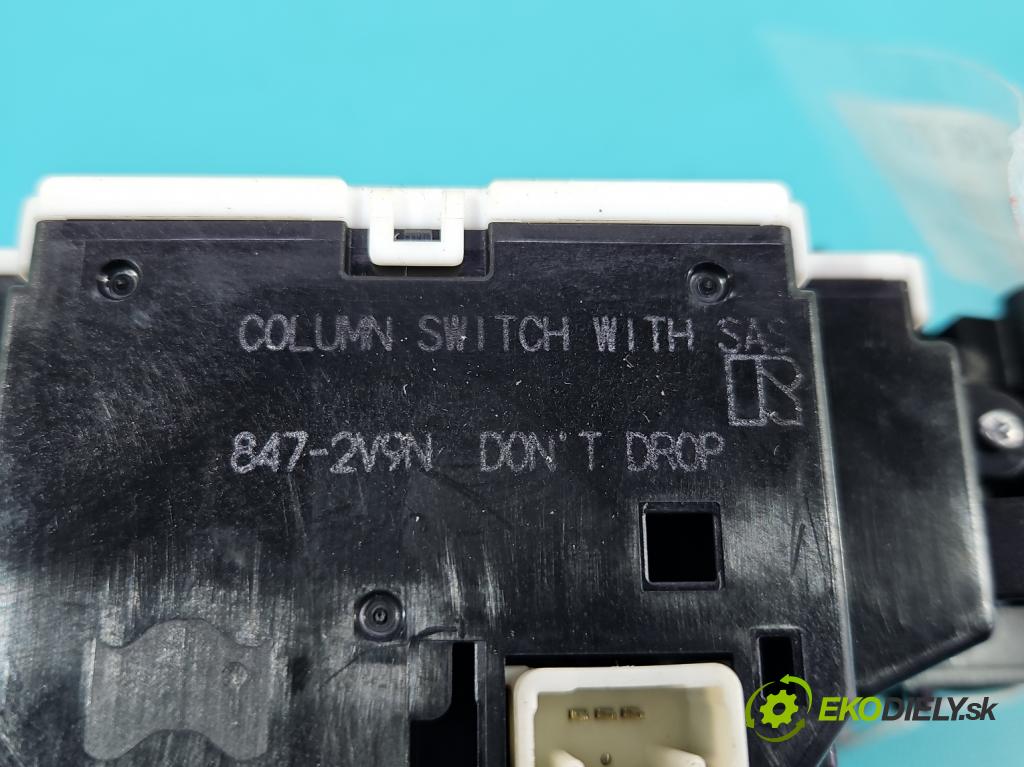 COLUMN SWITCH WITH SAS
847-2V9N DON'T DROP
EKODIELY.sk